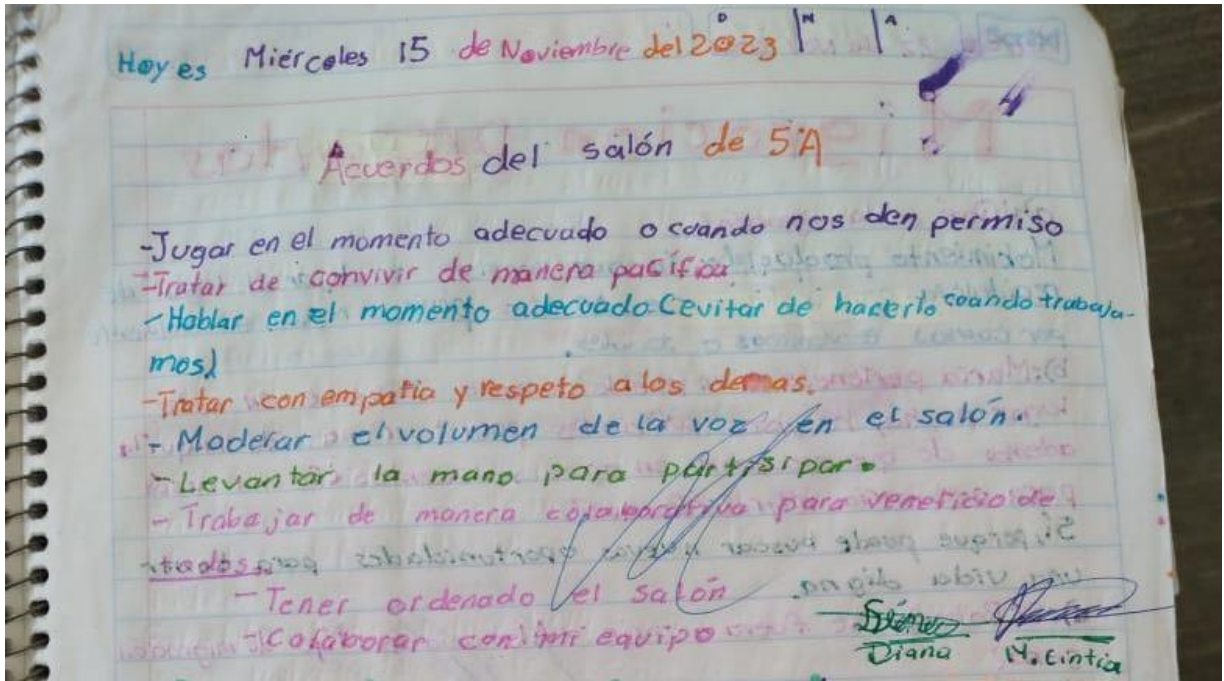 D M A
Hoy es Miércoles 15 de Noviembre del 2023
Acuerdos del salón de 5°A
-Jugar en el momento adecuado o cuando nos den permiso
-Tratar de convivir de manera pacifica
-Hablar en el momento adecuado (evitar de hacerlo cuando trabaja-
mos)
-Tratar con empatia y respeto a los demas.
- Moderar el volumen de la voz en el salón.
-Levantar la mano para partisipar.
- Trabajar de manera colaborativa para veneficio de
todos.
- Tener ordenado el salón
- Colaborar con mi equipo
Diana M. Cintia